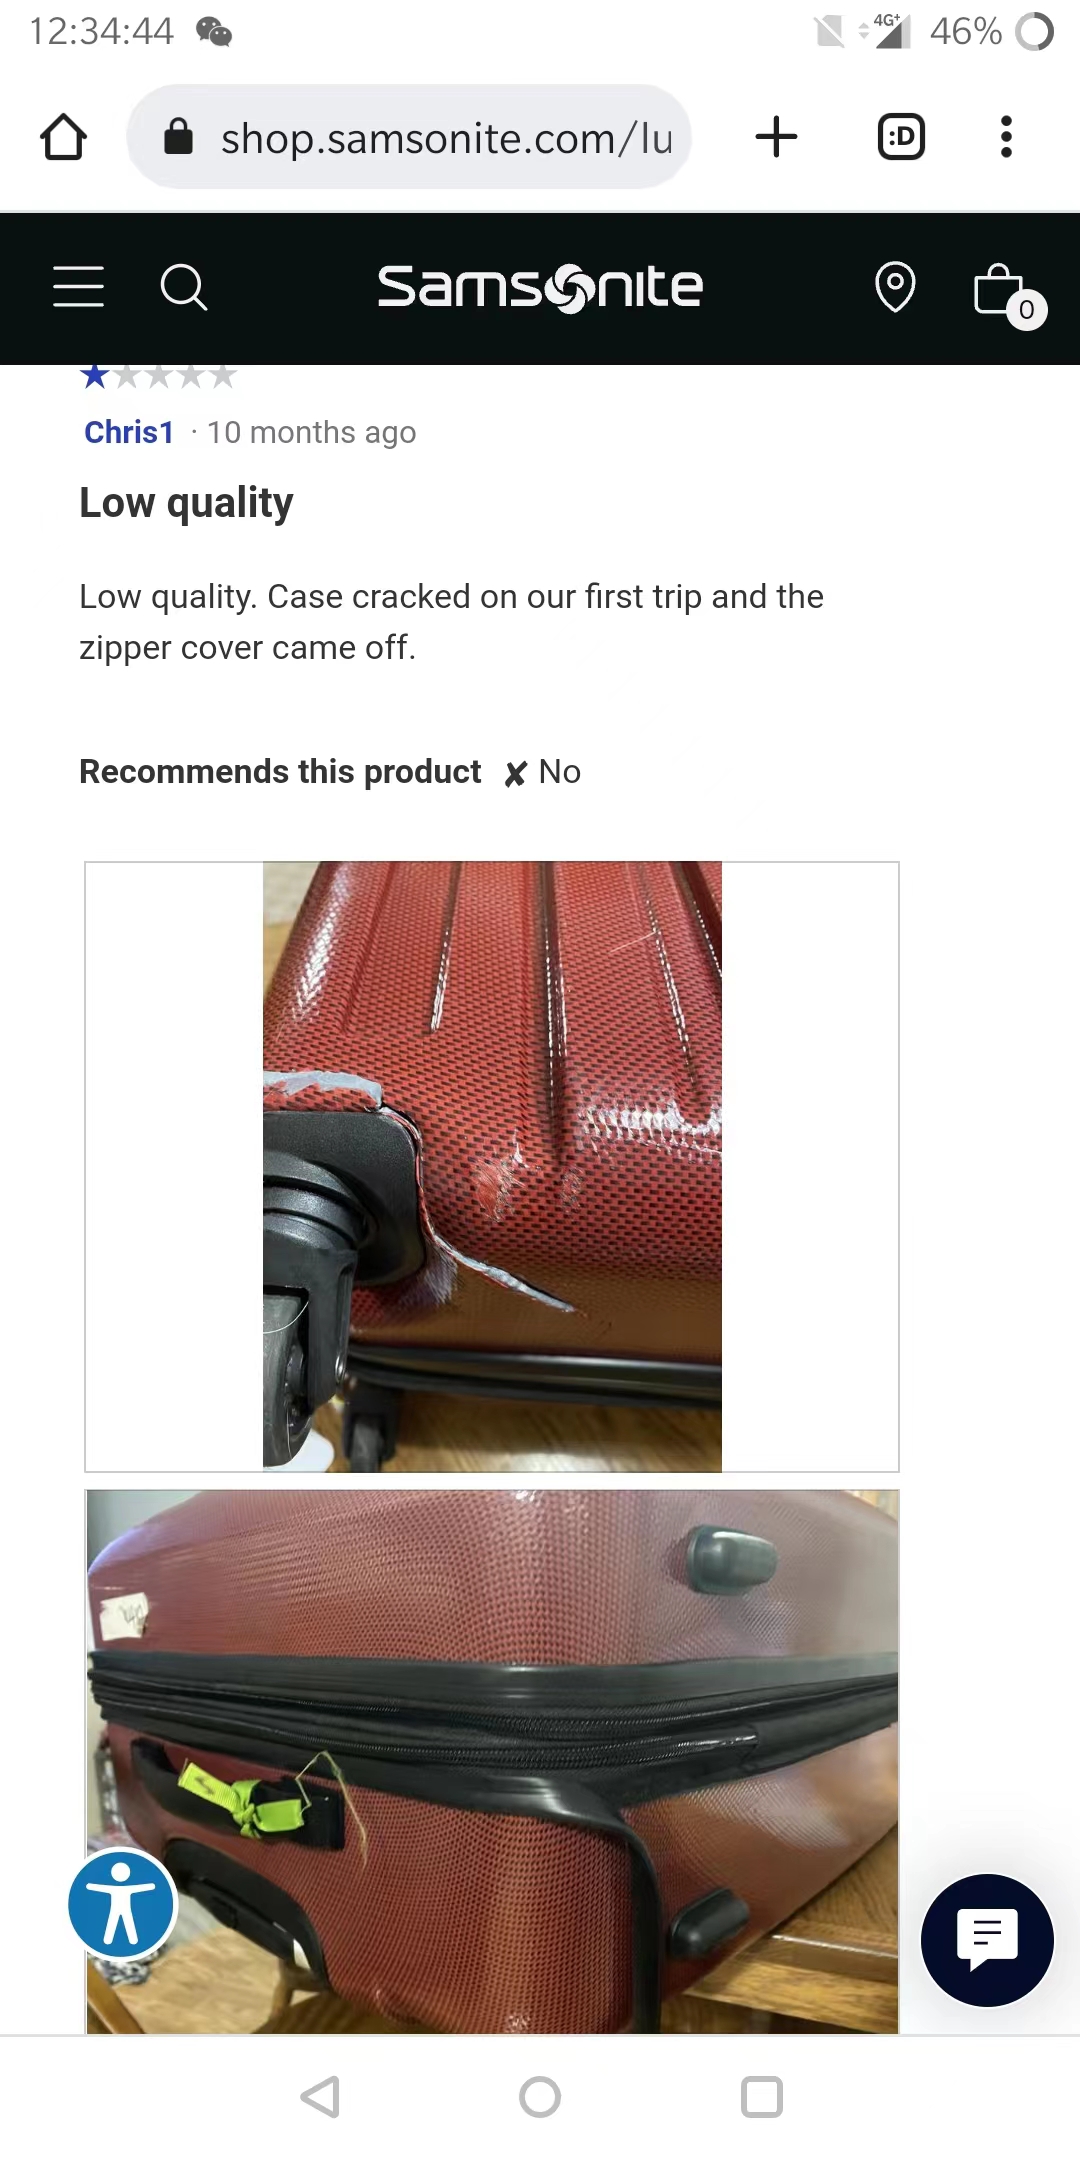 12:34:44
4G+
46%
shop.samsonite.com/lu
:D
Samsonite
0
Chris1 · 10 months ago
Low quality
Low quality. Case cracked on our first trip and the
zipper cover came off.
Recommends this product ✘ No